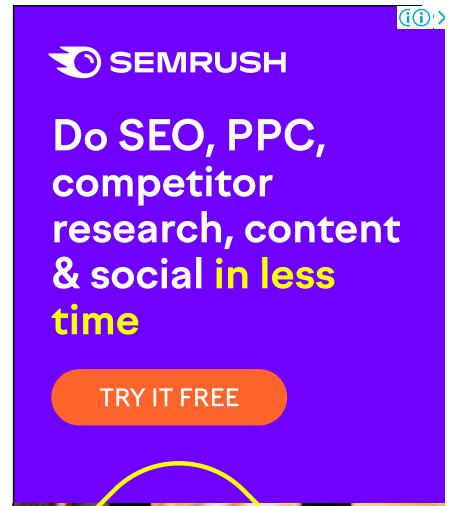 SEMRUSH
Do SEO, PPC,
competitor
research, content
& social in less
time
TRY IT FREE